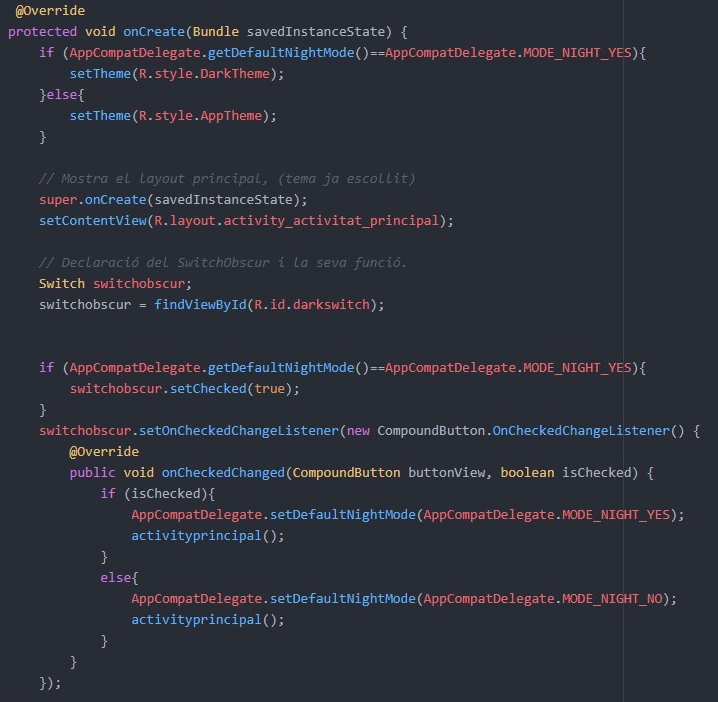 @Override
protected void onCreate(Bundle savedInstanceState) {
    if (AppCompatDelegate.getDefaultNightMode()==AppCompatDelegate.MODE_NIGHT_YES){
        setTheme(R.style.DarkTheme);
    }else{
        setTheme(R.style.AppTheme);
    }

    // Mostra el layout principal, (tema ja escollit)
    super.onCreate(savedInstanceState);
    setContentView(R.layout.activity_activitat_principal);

    // Declaració del SwitchObscur i la seva funció.
    Switch switchobscur;
    switchobscur = findViewById(R.id.darkswitch);


    if (AppCompatDelegate.getDefaultNightMode()==AppCompatDelegate.MODE_NIGHT_YES){
        switchobscur.setChecked(true);
    }
    switchobscur.setOnCheckedChangeListener(new CompoundButton.OnCheckedChangeListener() {
        @Override
        public void onCheckedChanged(CompoundButton buttonView, boolean isChecked) {
            if (isChecked){
                AppCompatDelegate.setDefaultNightMode(AppCompatDelegate.MODE_NIGHT_YES);
                activityprincipal();
            }
            else{
                AppCompatDelegate.setDefaultNightMode(AppCompatDelegate.MODE_NIGHT_NO);
                activityprincipal();
            }
        }
    });